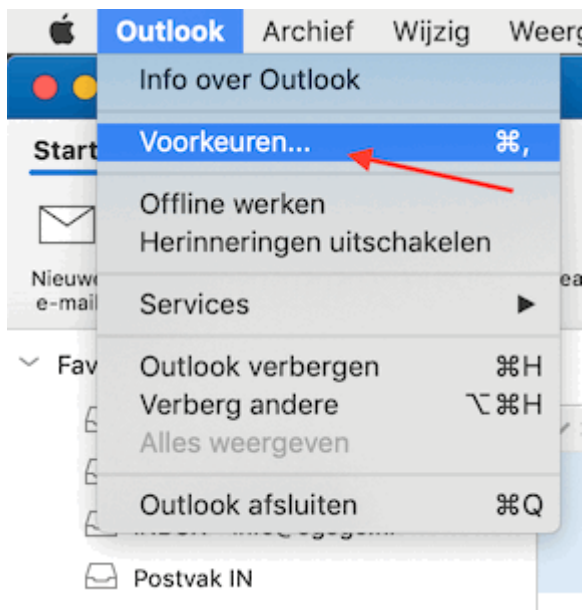 Outlook Archief Wijzig
Info over Outlook
Voorkeuren... ⌘,
Start
Offline werken
Herinneringen uitschakelen
e-mail
Services ▶
Outlook verbergen ⌘H
Verberg andere ⌥⌘H
Alles weergeven
Outlook afsluiten ⌘Q
Postvak IN